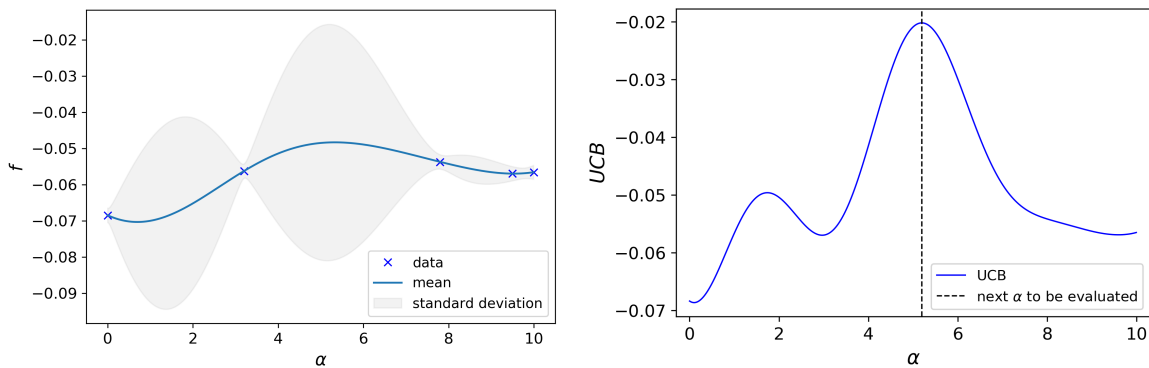 −0.02
−0.03
−0.04
−0.05
−0.06
−0.07
−0.08
−0.09
f
0 2 4 6 8 10
α
data
mean
standard deviation
−0.02
−0.03
−0.04
−0.05
−0.06
−0.07
UCB
0 2 4 6 8 10
α
UCB
next α to be evaluated